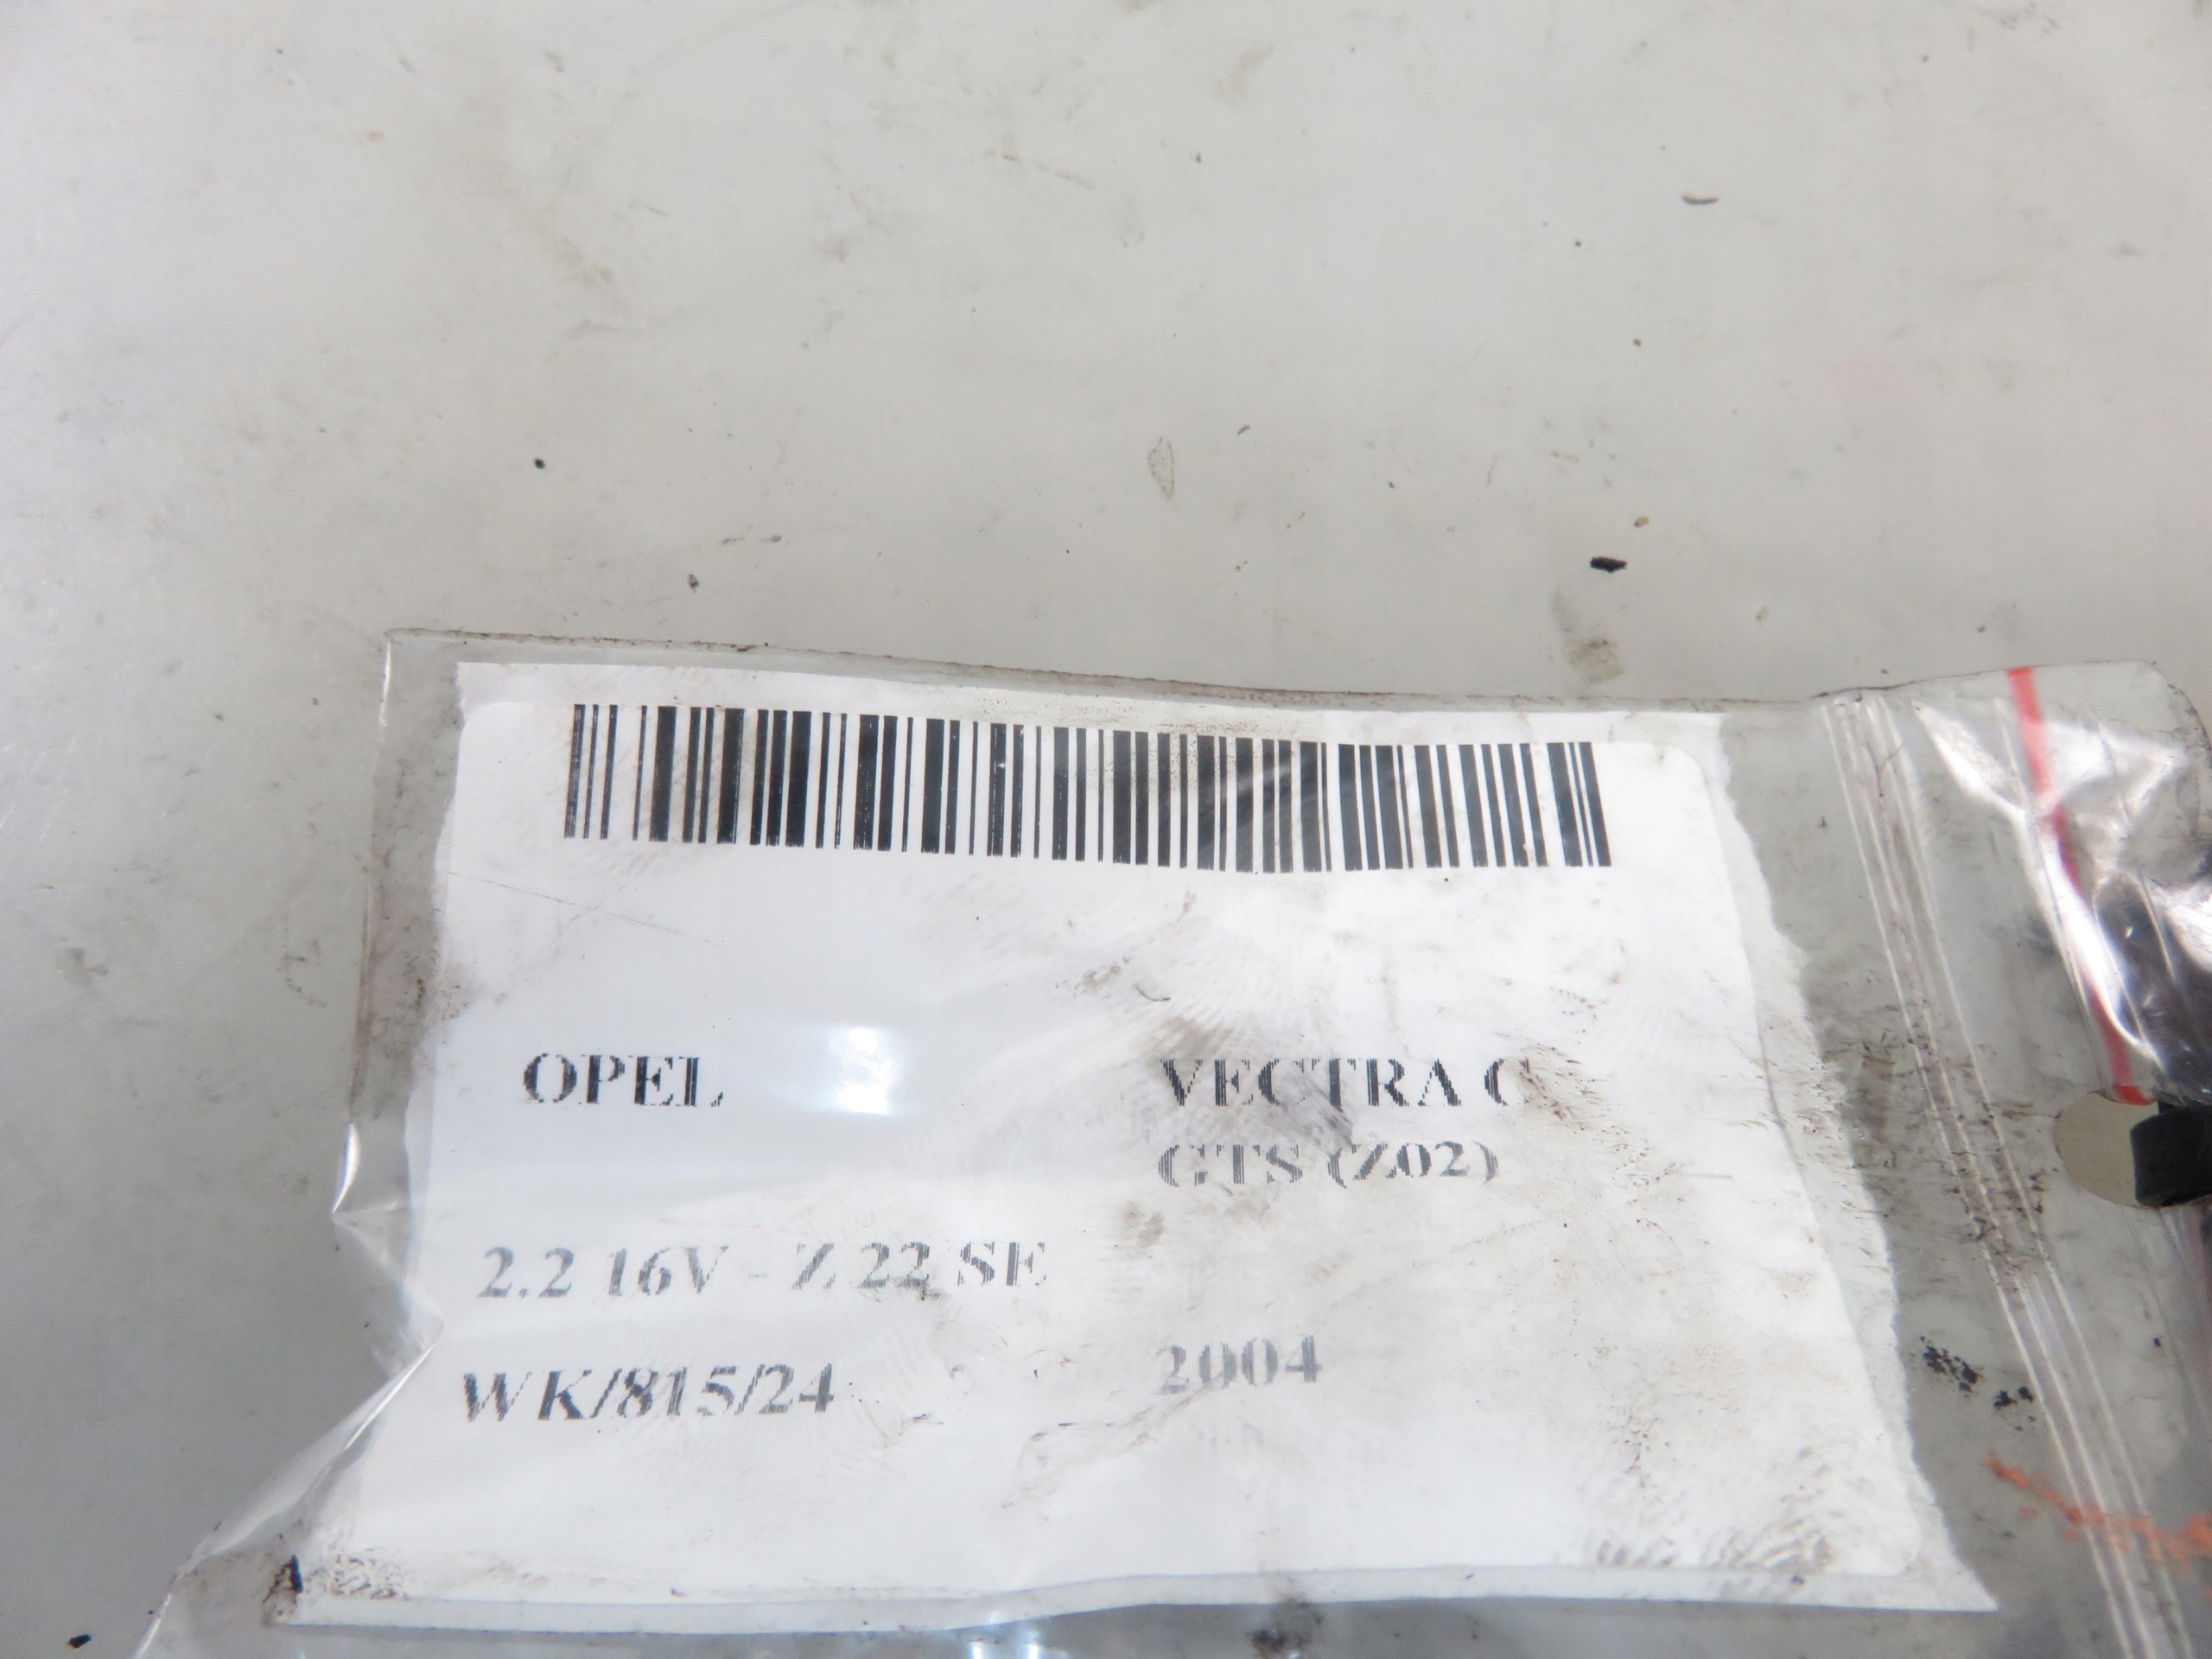 OPEL VECTRA C
GTS (Z02)
2.2 16V - Z 22 SE
WK/815/24 2004